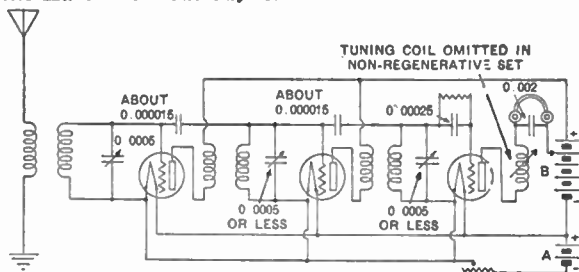 TUNING COIL OMITTED IN
NON-REGENERATIVE SET
ABOUT
0.000015
ABOUT
0.000015
0.00025
0.002
0 0005
0 0005
OR LESS
0 0005
OR LESS
B
A
+
-
+
-